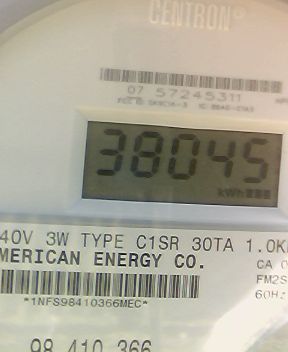 CENTRON®
07 57245311
38045
kWh
40V 3W TYPE C1SR 30TA 1.0K
MERICAN ENERGY CO.
CA 0
FM2S
*1NFS98410366MEC*
60Hz
98 410 366